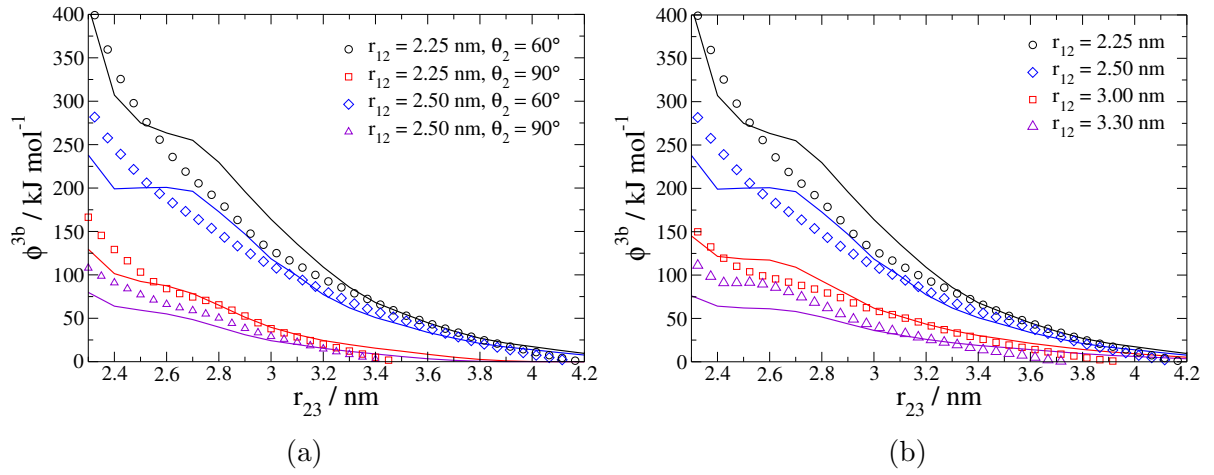 400
350
300
250
200
150
100
50
0
ϕ³ᵇ / kJ mol⁻¹
r₁₂ = 2.25 nm, θ₂ = 60°
r₁₂ = 2.25 nm, θ₂ = 90°
r₁₂ = 2.50 nm, θ₂ = 60°
r₁₂ = 2.50 nm, θ₂ = 90°
2.4 2.6 2.8 3 3.2 3.4 3.6 3.8 4 4.2
r₂₃ / nm
(a)
400
350
300
250
200
150
100
50
0
ϕ³ᵇ / kJ mol⁻¹
r₁₂ = 2.25 nm
r₁₂ = 2.50 nm
r₁₂ = 3.00 nm
r₁₂ = 3.30 nm
2.4 2.6 2.8 3 3.2 3.4 3.6 3.8 4 4.2
r₂₃ / nm
(b)